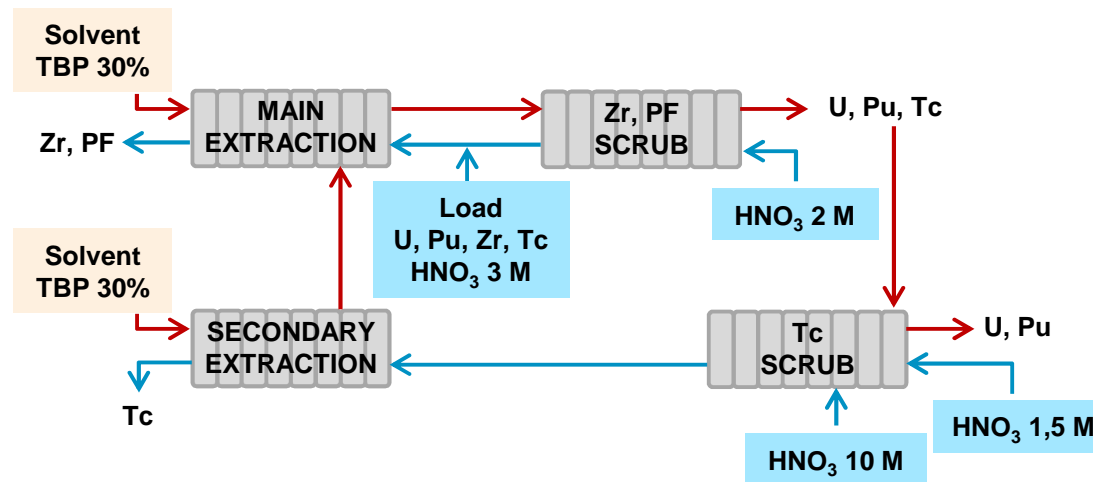 Solvent
TBP 30%
MAIN
EXTRACTION
Zr, PF
SCRUB
U, Pu, Tc
Zr, PF
Load
U, Pu, Zr, Tc
HNO₃ 3 M
HNO₃ 2 M
Solvent
TBP 30%
SECONDARY
EXTRACTION
Tc
SCRUB
U, Pu
Tc
HNO₃ 1,5 M
HNO₃ 10 M